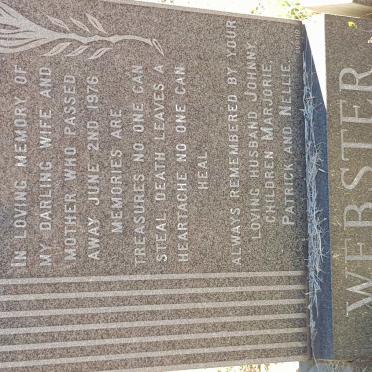 IN LOVING MEMORY OF
MY DARLING WIFE AND
MOTHER WHO PASSED
AWAY JUNE 2ND 1976
MEMORIES ARE
TREASURES NO ONE CAN
STEAL DEATH LEAVES A
HEARTACHE NO ONE CAN
HEAL
ALWAYS REMEMBERED BY YOUR
LOVING HUSBAND JOHNNY
CHILDREN MARJORIE,
PATRICK AND NELLIE.
WEBSTER